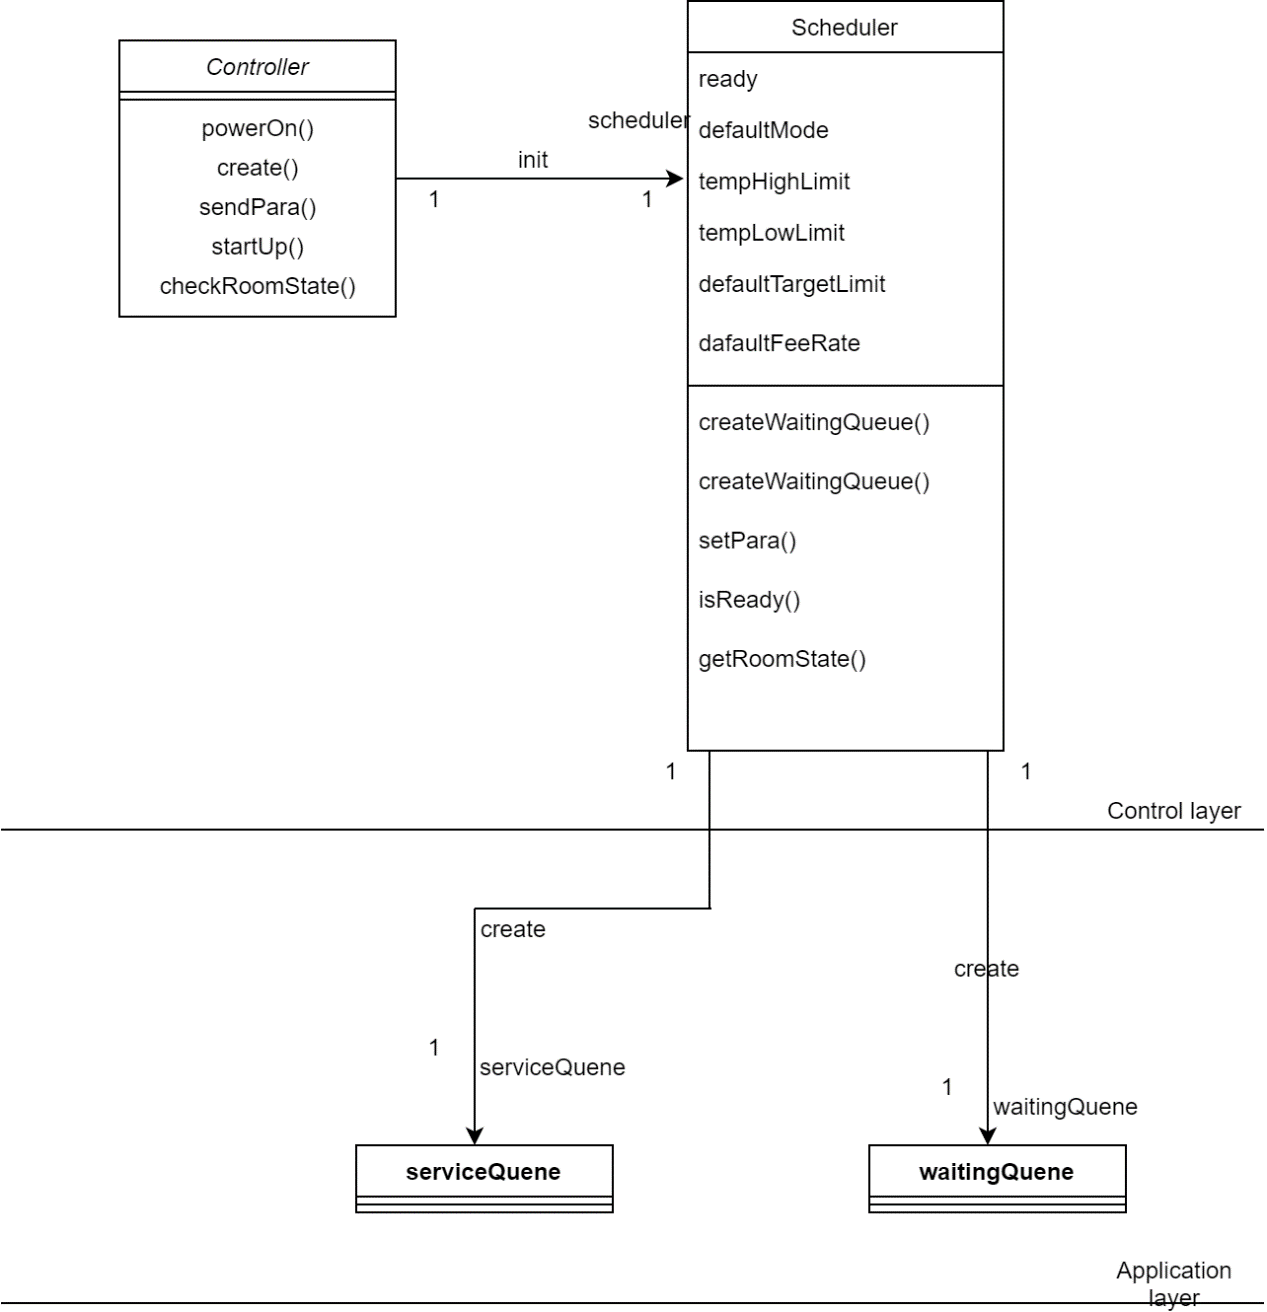 Controller
powerOn()
create()
sendPara()
startUp()
checkRoomState()
init
scheduler
1
1
Scheduler
ready
defaultMode
tempHighLimit
tempLowLimit
defaultTargetLimit
dafaultFeeRate
createWaitingQueue()
createWaitingQueue()
setPara()
isReady()
getRoomState()
1
1
Control layer
create
create
1
serviceQuene
1
waitingQuene
serviceQuene
waitingQuene
Application
layer